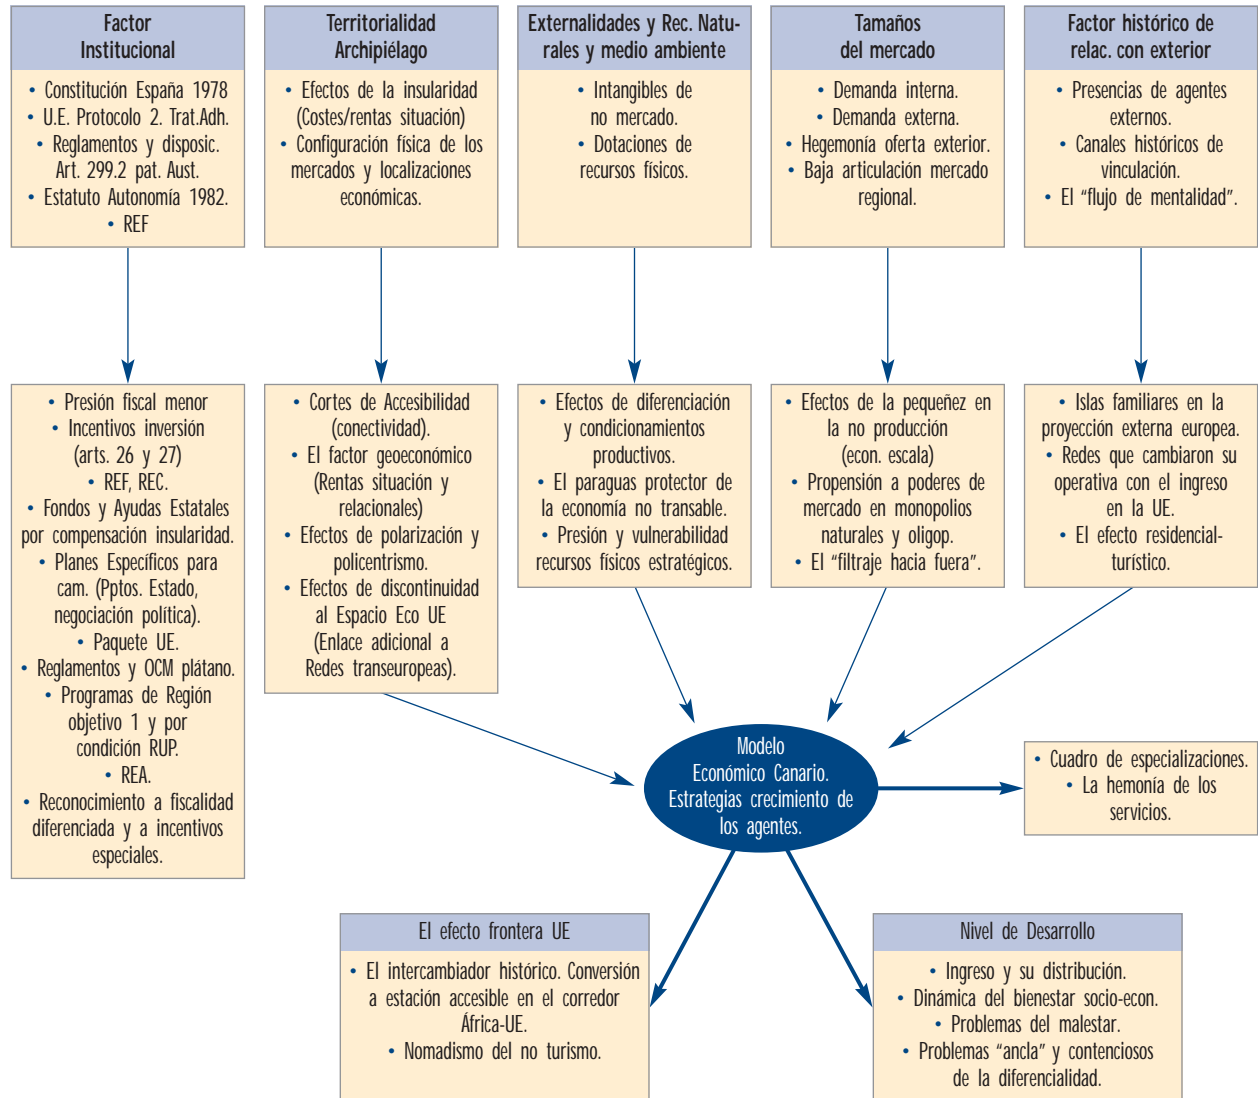 Factor
Institucional
• Constitución España 1978
• U.E. Protocolo 2. Trat.Adh.
• Reglamentos y disposic.
Art. 299.2 pat. Aust.
• Estatuto Autonomía 1982.
• REF
Territorialidad
Archipiélago
• Efectos de la insularidad
(Costes/rentas situación)
• Configuración física de los
mercados y localizaciones
económicas.
Externalidades y Rec. Natu-
rales y medio ambiente
• Intangibles de
no mercado.
• Dotaciones de
recursos físicos.
Tamaños
del mercado
• Demanda interna.
• Demanda externa.
• Hegemonía oferta exterior.
• Baja articulación mercado
regional.
Factor histórico de
relac. con exterior
• Presencias de agentes
externos.
• Canales históricos de
vinculación.
• El “flujo de mentalidad”.
• Presión fiscal menor
• Incentivos inversión
(arts. 26 y 27)
• REF, REC.
• Fondos y Ayudas Estatales
por compensación insularidad.
• Planes Específicos para
cam. (Pptos. Estado,
negociación política).
• Paquete UE.
• Reglamentos y OCM plátano.
• Programas de Región
objetivo 1 y por
condición RUP.
• REA.
• Reconocimiento a fiscalidad
diferenciada y a incentivos
especiales.
• Cortes de Accesibilidad
(conectividad).
• El factor geoeconómico
(Rentas situación y
relacionales)
• Efectos de polarización y
policentrismo.
• Efectos de discontinuidad
al Espacio Eco UE
(Enlace adicional a
Redes transeuropeas).
• Efectos de diferenciación
y condicionamientos
productivos.
• El paraguas protector de
la economía no transable.
• Presión y vulnerabilidad
recursos físicos estratégicos.
• Efectos de la pequeñez en
la no producción
(econ. escala)
• Propensión a poderes de
mercado en monopolios
naturales y oligop.
• El “filtraje hacia fuera”.
• Islas familiares en la
proyección externa europea.
• Redes que cambiaron su
operativa con el ingreso
en la UE.
• El efecto residencial-
turístico.
Modelo
Económico Canario.
Estrategias crecimiento de
los agentes.
• Cuadro de especializaciones.
• La hemonía de los
servicios.
El efecto frontera UE
• El intercambiador histórico. Conversión
a estación accesible en el corredor
África-UE.
• Nomadismo del no turismo.
Nivel de Desarrollo
• Ingreso y su distribución.
• Dinámica del bienestar socio-econ.
• Problemas del malestar.
• Problemas “ancla” y contenciosos
de la diferencialidad.